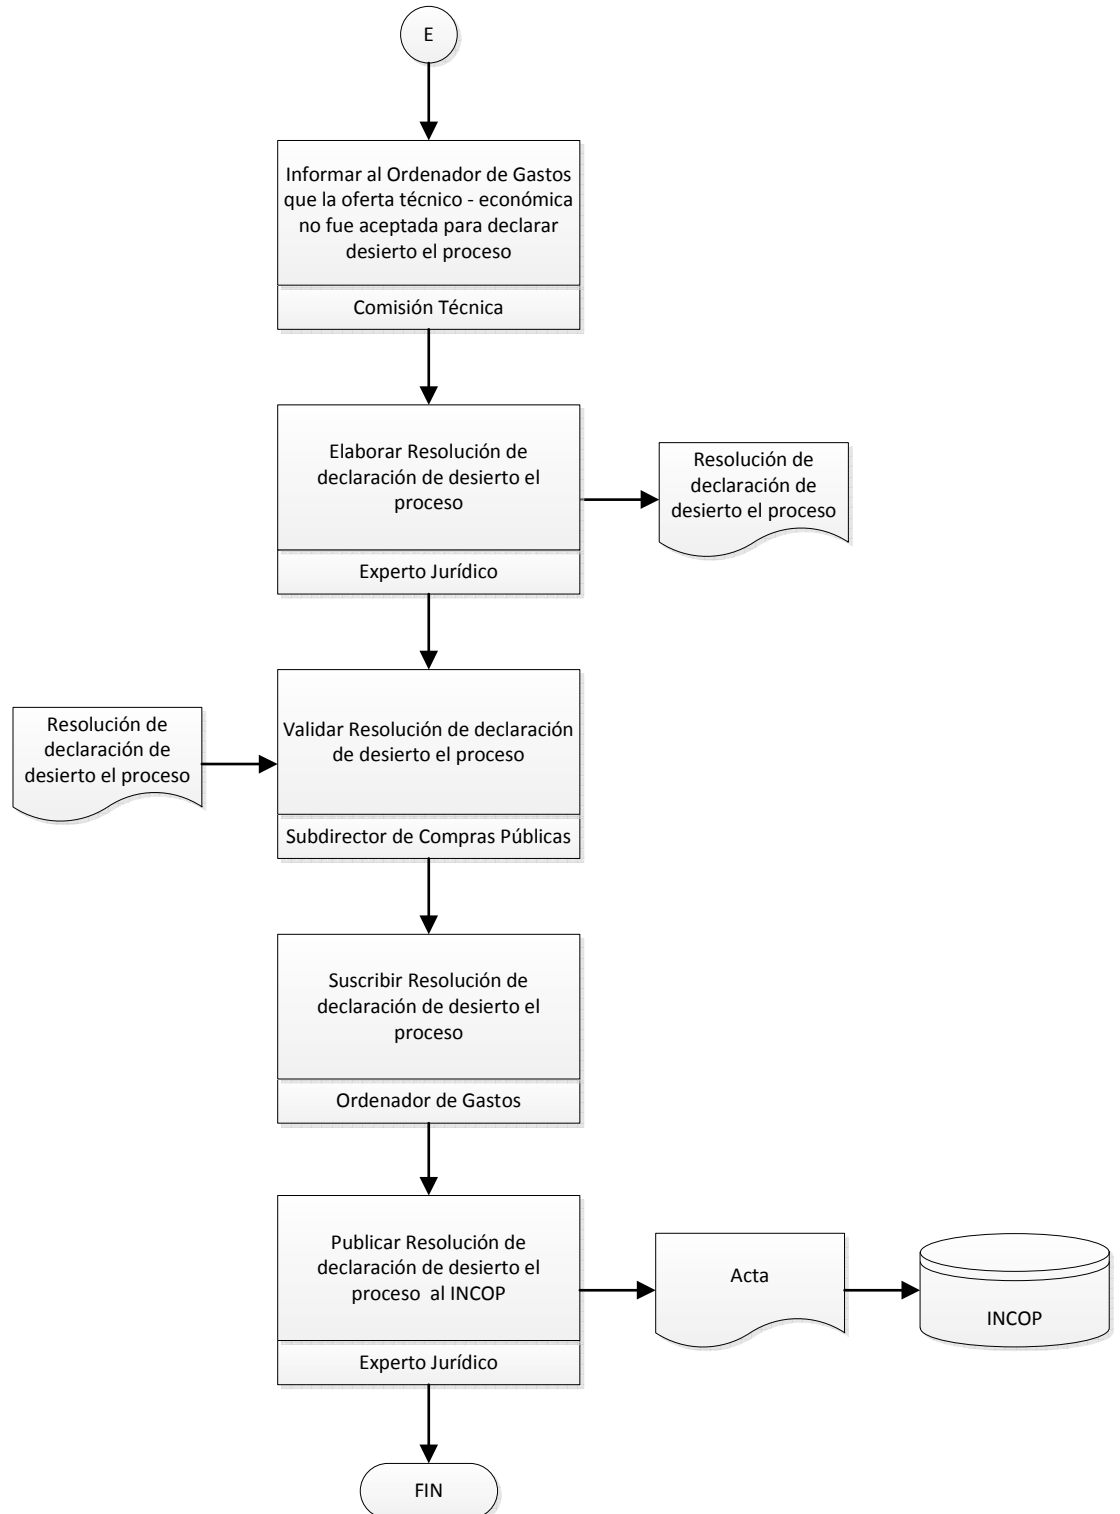 E
Informar al Ordenador de Gastos
que la oferta técnico - económica
no fue aceptada para declarar
desierto el proceso
Comisión Técnica
Elaborar Resolución de
declaración de desierto el
proceso
Experto Jurídico
Resolución de
declaración de
desierto el proceso
Resolución de
declaración de
desierto el proceso
Validar Resolución de declaración
de desierto el proceso
Subdirector de Compras Públicas
Suscribir Resolución de
declaración de desierto el
proceso
Ordenador de Gastos
Publicar Resolución de
declaración de desierto el
proceso al INCOP
Experto Jurídico
Acta
INCOP
FIN